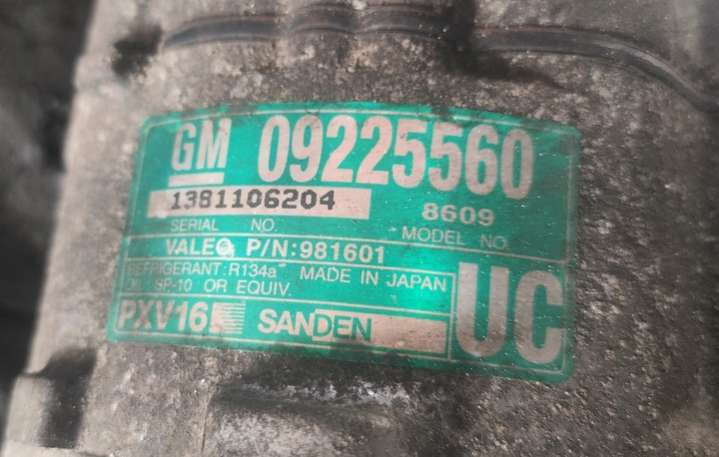 GM 09225560
1381106204 8609
SERIAL NO. MODEL NO.
VALEO P/N:981601
REFRIGERANT:R134a MADE IN JAPAN
OIL SP-10 OR EQUIV.
PXV16 SANDEN UC